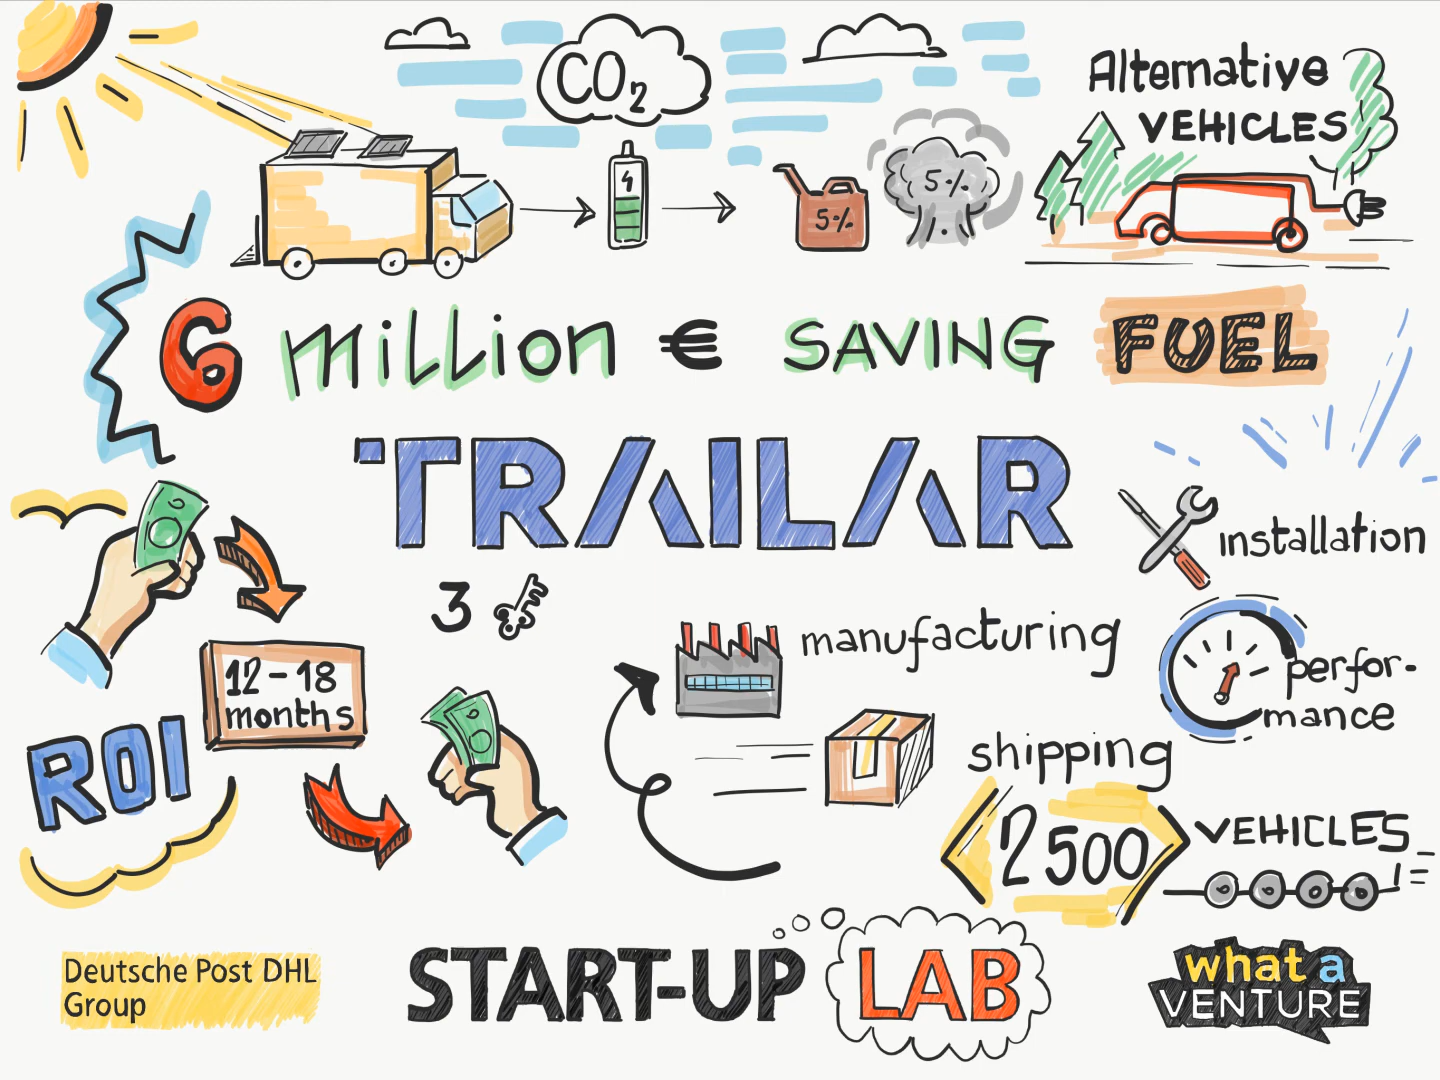 CO2
Alternative
VEHICLES
5%
5%
6 million € SAVING FUEL
TRAILAR
installation
3
manufacturing
perfor-
mance
12-18
months
ROI
shipping
2500 VEHICLES
Deutsche Post DHL
Group
START-UP LAB
what a
VENTURE